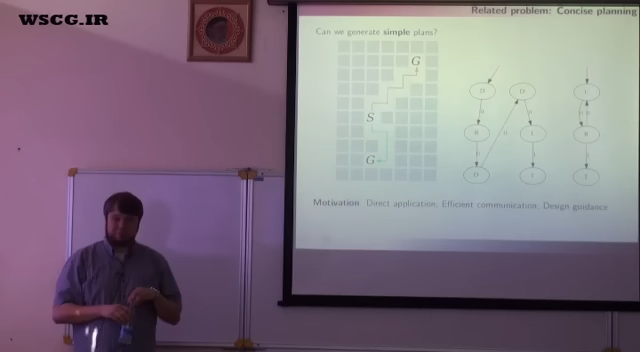 WSCG.IR
Related problem: Concise planning
Can we generate simple plans?
G
S
G
Motivation Direct application; Efficient communication; Design guidance